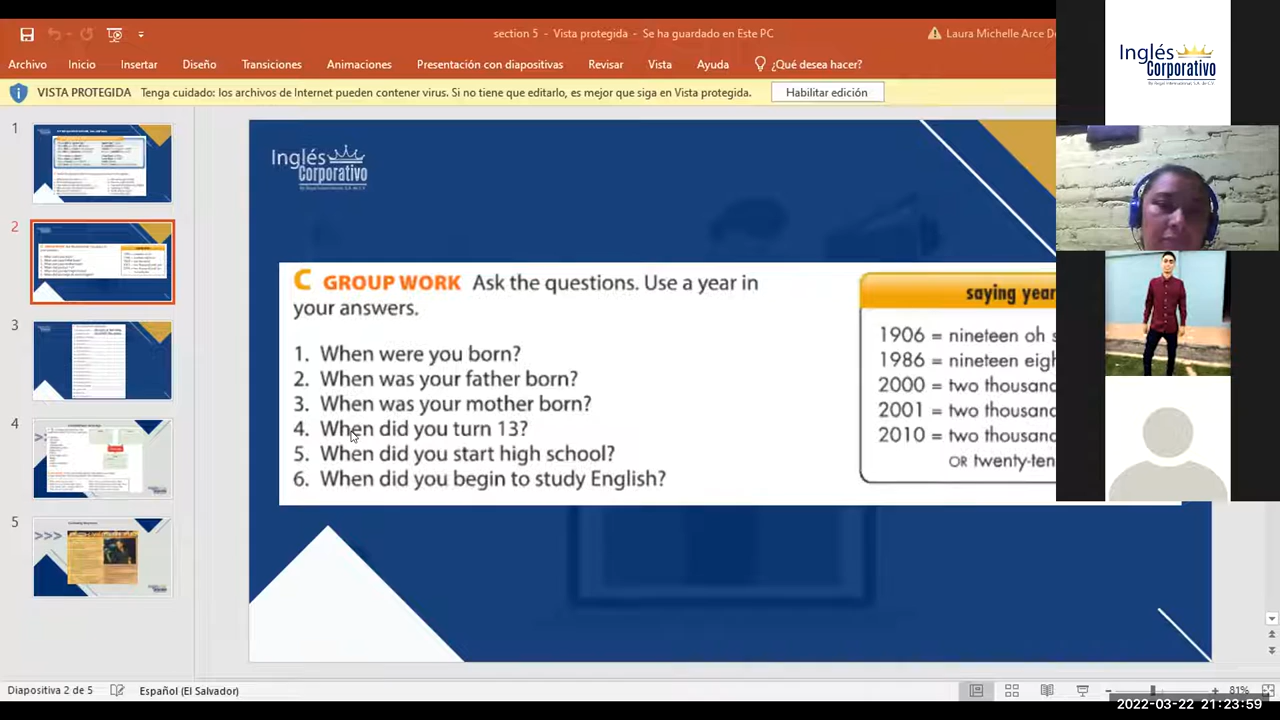 section 5 - Vista protegida - Se ha guardado en Este PC
Laura Michelle Arce De
Archivo Inicio Insertar Diseño Transiciones Animaciones Presentación con diapositivas Revisar Vista Ayuda ¿Qué desea hacer?
VISTA PROTEGIDA Tenga cuidado: los archivos de Internet pueden contener virus. Si no tiene que editarlo, es mejor que siga en Vista protegida. Habilitar edición
1
2
3
4
5
Inglés
Corporativo
C GROUP WORK Ask the questions. Use a year in
your answers.
1. When were you born?
2. When was your father born?
3. When was your mother born?
4. When did you turn 13?
5. When did you start high school?
6. When did you begin to study English?
saying year
1906 = nineteen oh s
1986 = nineteen eigh
2000 = two thousand
2001 = two thousand
2010 = two thousand
OR twenty-ten
Inglés
Corporativo
Diapositiva 2 de 5 Español (El Salvador) 81%
2022-03-22 21:23:59